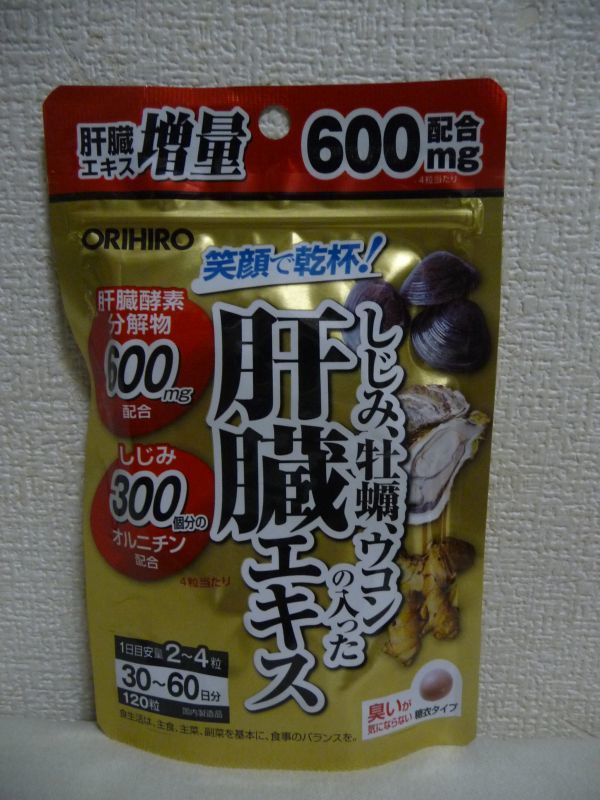 肝臓
エキス
増量
600mg
配合
4粒当たり
ORIHIRO
笑顔で乾杯!
肝臓酵素
分解物
600mg
配合
しじみ
300個分の
オルニチン
配合
4粒当たり
しじみ、牡蠣、ウコン
の入った
肝臓エキス
1日目安量 2~4粒
30~60日分
120粒 国内製造品
臭いが
気にならない
糖衣タイプ
食生活は、主食、主菜、副菜を基本に、食事のバランスを。